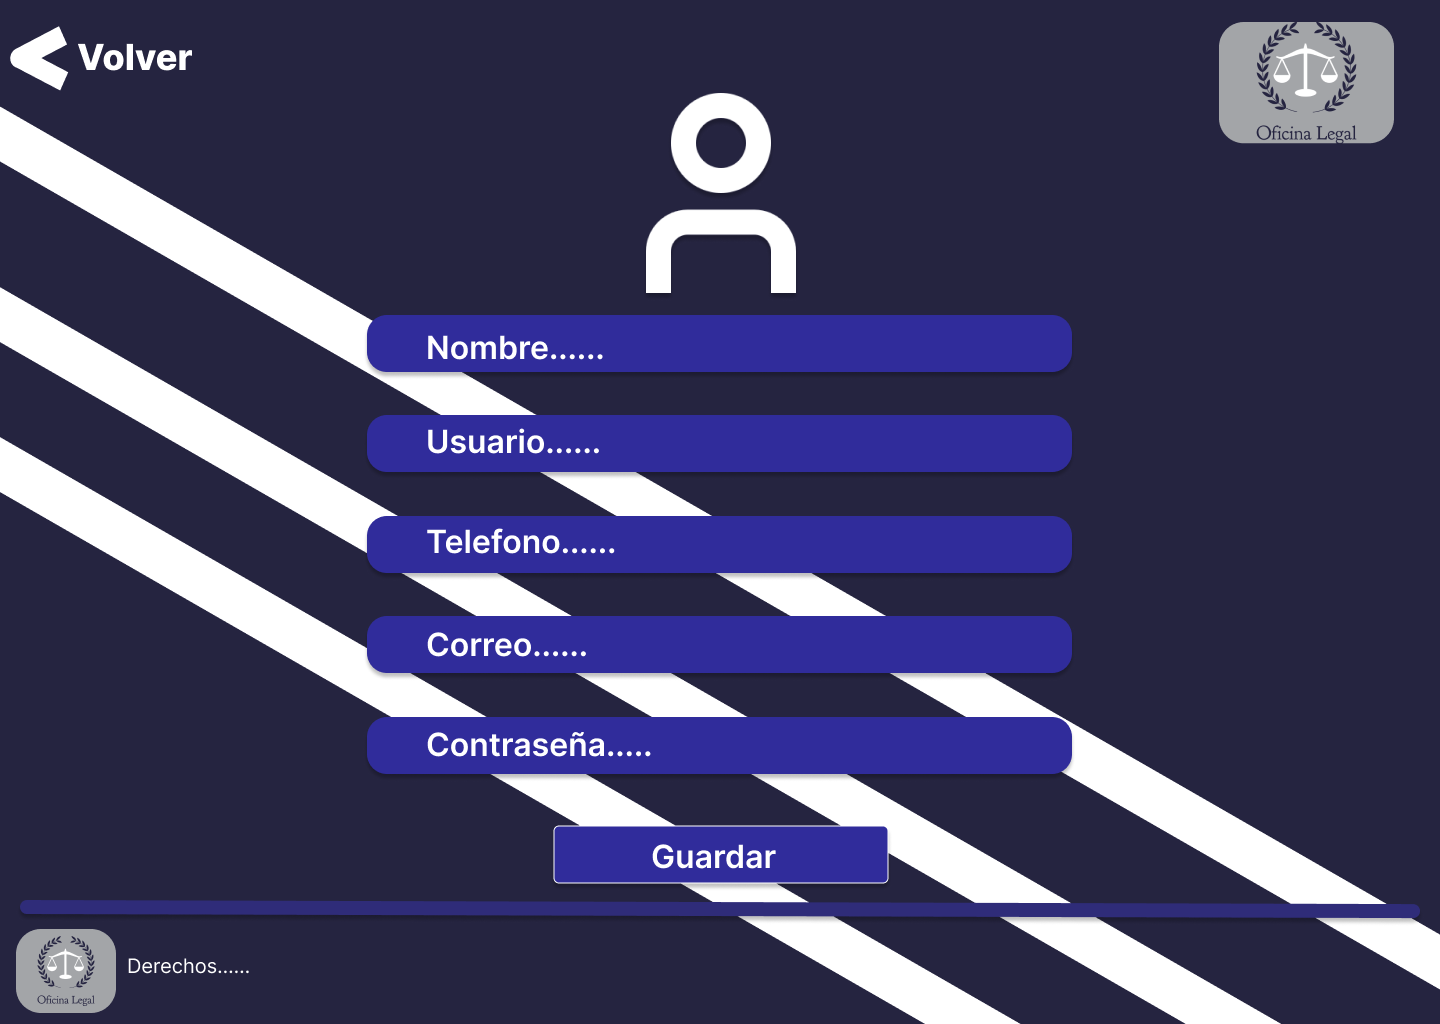 Volver
Oficina Legal
Nombre......
Usuario......
Telefono......
Correo......
Contraseña.....
Guardar
Oficina Legal
Derechos......